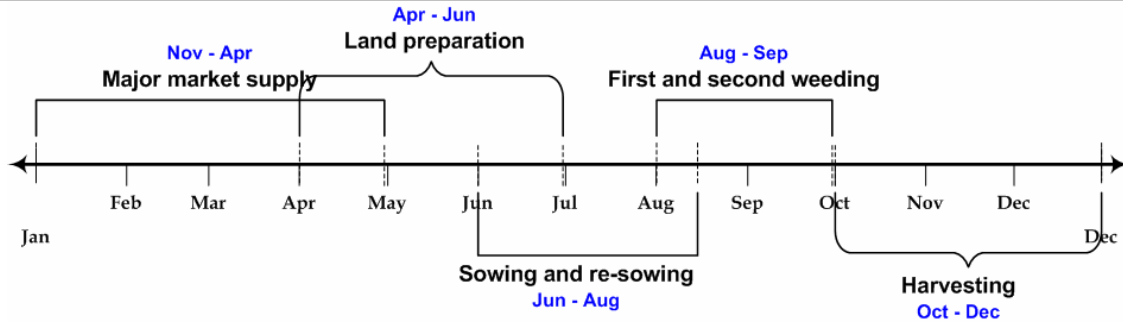 Apr - Jun
Land preparation
Nov - Apr
Major market supply
Aug - Sep
First and second weeding
Feb Mar Apr May Jun Jul Aug Sep Oct Nov Dec
Jan Dec
Sowing and re-sowing
Jun - Aug
Harvesting
Oct - Dec